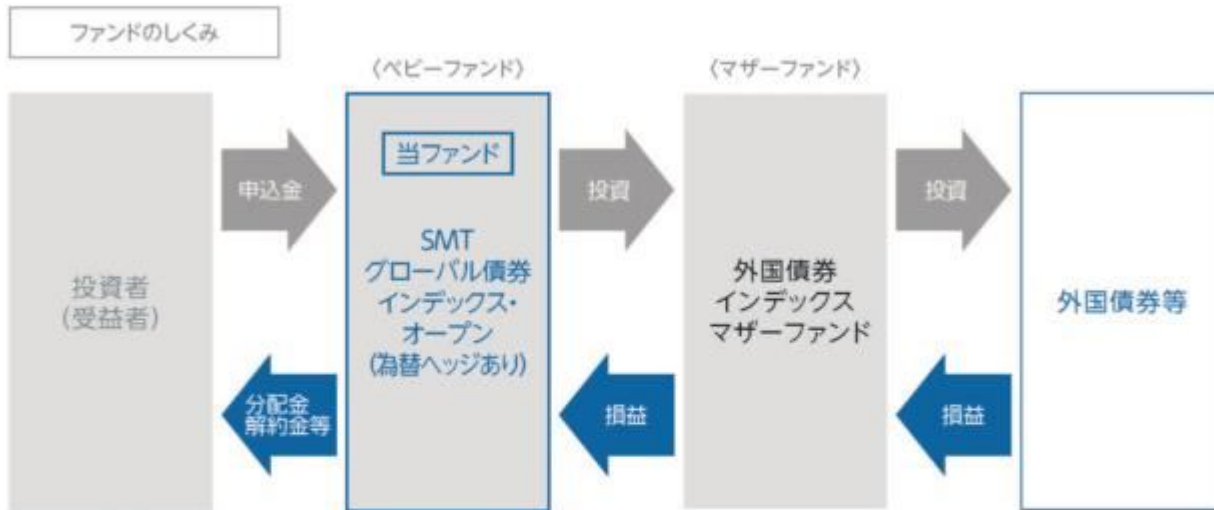 ファンドのしくみ
〈ベビーファンド〉
〈マザーファンド〉
投資者
(受益者)
申込金
分配金
解約金等
当ファンド
SMT
グローバル債券
インデックス・
オープン
(為替ヘッジあり)
投資
損益
外国債券
インデックス
マザーファンド
投資
損益
外国債券等